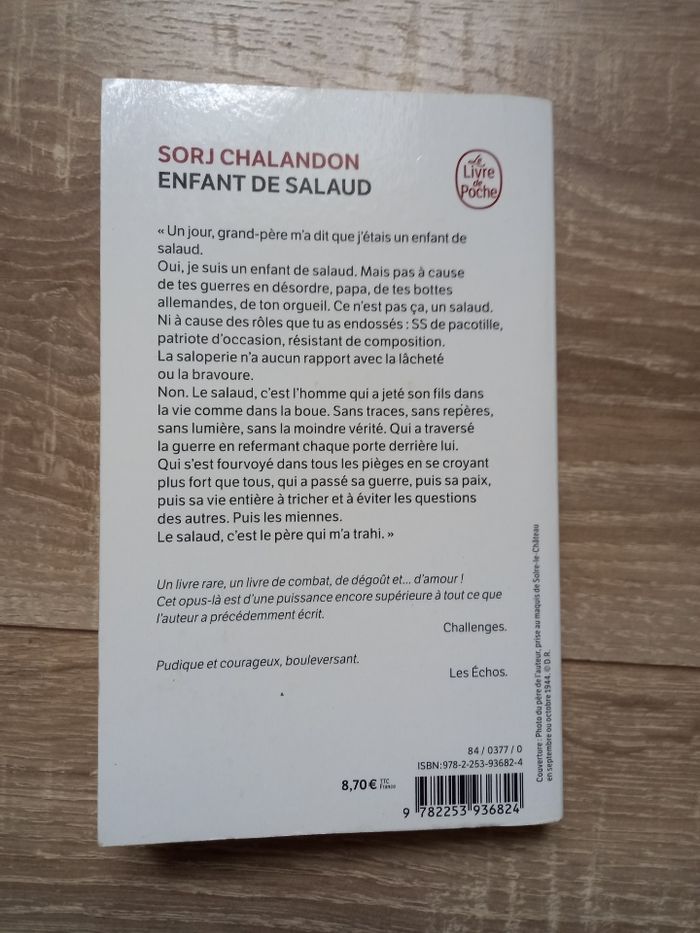 SORJ CHALANDON
ENFANT DE SALAUD
Le
Livre
de
Poche
« Un jour, grand-père m'a dit que j'étais un enfant de
salaud.
Oui, je suis un enfant de salaud. Mais pas à cause
de tes guerres en désordre, papa, de tes bottes
allemandes, de ton orgueil. Ce n'est pas ça, un salaud.
Ni à cause des rôles que tu as endossés : SS de pacotille,
patriote d'occasion, résistant de composition.
La saloperie n'a aucun rapport avec la lâcheté
ou la bravoure.
Non. Le salaud, c'est l'homme qui a jeté son fils dans
la vie comme dans la boue. Sans traces, sans repères,
sans lumière, sans la moindre vérité. Qui a traversé
la guerre en refermant chaque porte derrière lui.
Qui s'est fourvoyé dans tous les pièges en se croyant
plus fort que tous, qui a passé sa guerre, puis sa paix,
puis sa vie entière à tricher et à éviter les questions
des autres. Puis les miennes.
Le salaud, c'est le père qui m'a trahi. »
Un livre rare, un livre de combat, de dégoût et... d'amour !
Cet opus-là est d'une puissance encore supérieure à tout ce que
l'auteur a précédemment écrit.
Challenges.
Pudique et courageux, bouleversant.
Les Échos.
84 / 0377 / 0
ISBN : 978-2-253-93682-4
8,70 € TTC
France
9 782253 936824
Couverture : Photo du père de l'auteur, prise au maquis de Solre-le-Château
en septembre ou octobre 1944. © D.R.